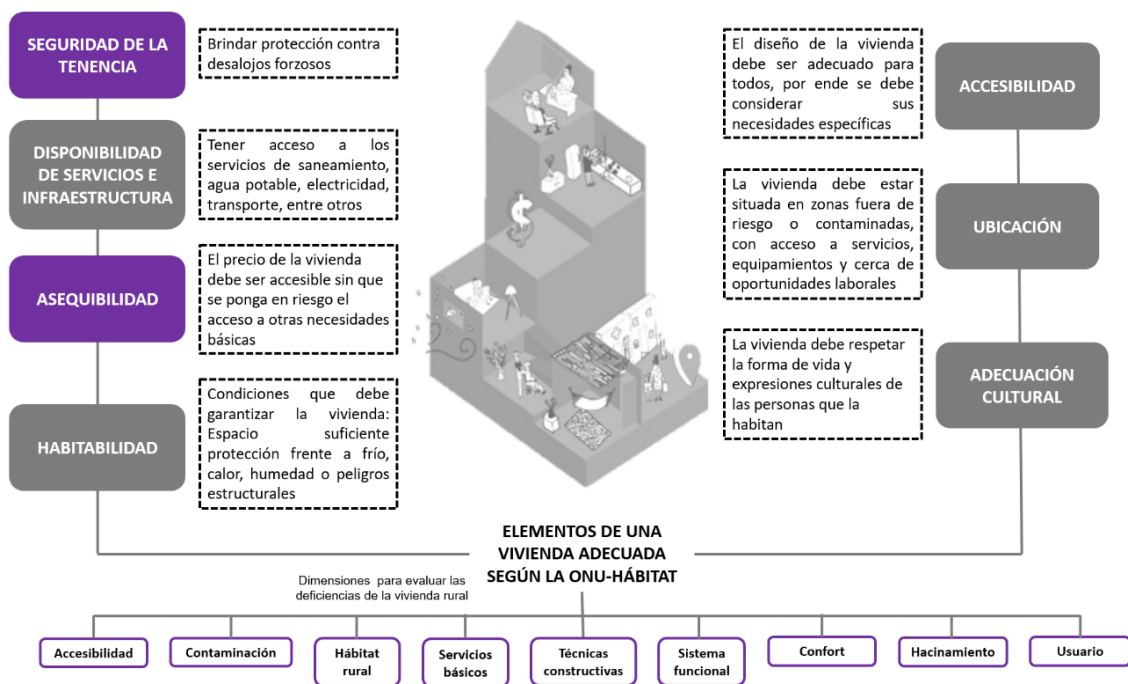 SEGURIDAD DE LA
TENENCIA
Brindar protección contra
desalojos forzosos
DISPONIBILIDAD
DE SERVICIOS E
INFRAESTRUCTURA
Tener acceso a los
servicios de saneamiento,
agua potable, electricidad,
transporte, entre otros
ASEQUIBILIDAD
El precio de la vivienda
debe ser accesible sin que
se ponga en riesgo el
acceso a otras necesidades
básicas
HABITABILIDAD
Condiciones que debe
garantizar la vivienda:
Espacio suficiente
protección frente a frío,
calor, humedad o peligros
estructurales
El diseño de la vivienda
debe ser adecuado para
todos, por ende se debe
considerar sus
necesidades específicas
ACCESIBILIDAD
La vivienda debe estar
situada en zonas fuera de
riesgo o contaminadas,
con acceso a servicios,
equipamientos y cerca de
oportunidades laborales
UBICACIÓN
La vivienda debe respetar
la forma de vida y
expresiones culturales de
las personas que la
habitan
ADECUACIÓN
CULTURAL
$
ELEMENTOS DE UNA
VIVIENDA ADECUADA
SEGÚN LA ONU-HÁBITAT
Dimensiones para evaluar las
deficiencias de la vivienda rural
Accesibilidad
Contaminación
Hábitat
rural
Servicios
básicos
Técnicas
constructivas
Sistema
funcional
Confort
Hacinamiento
Usuario